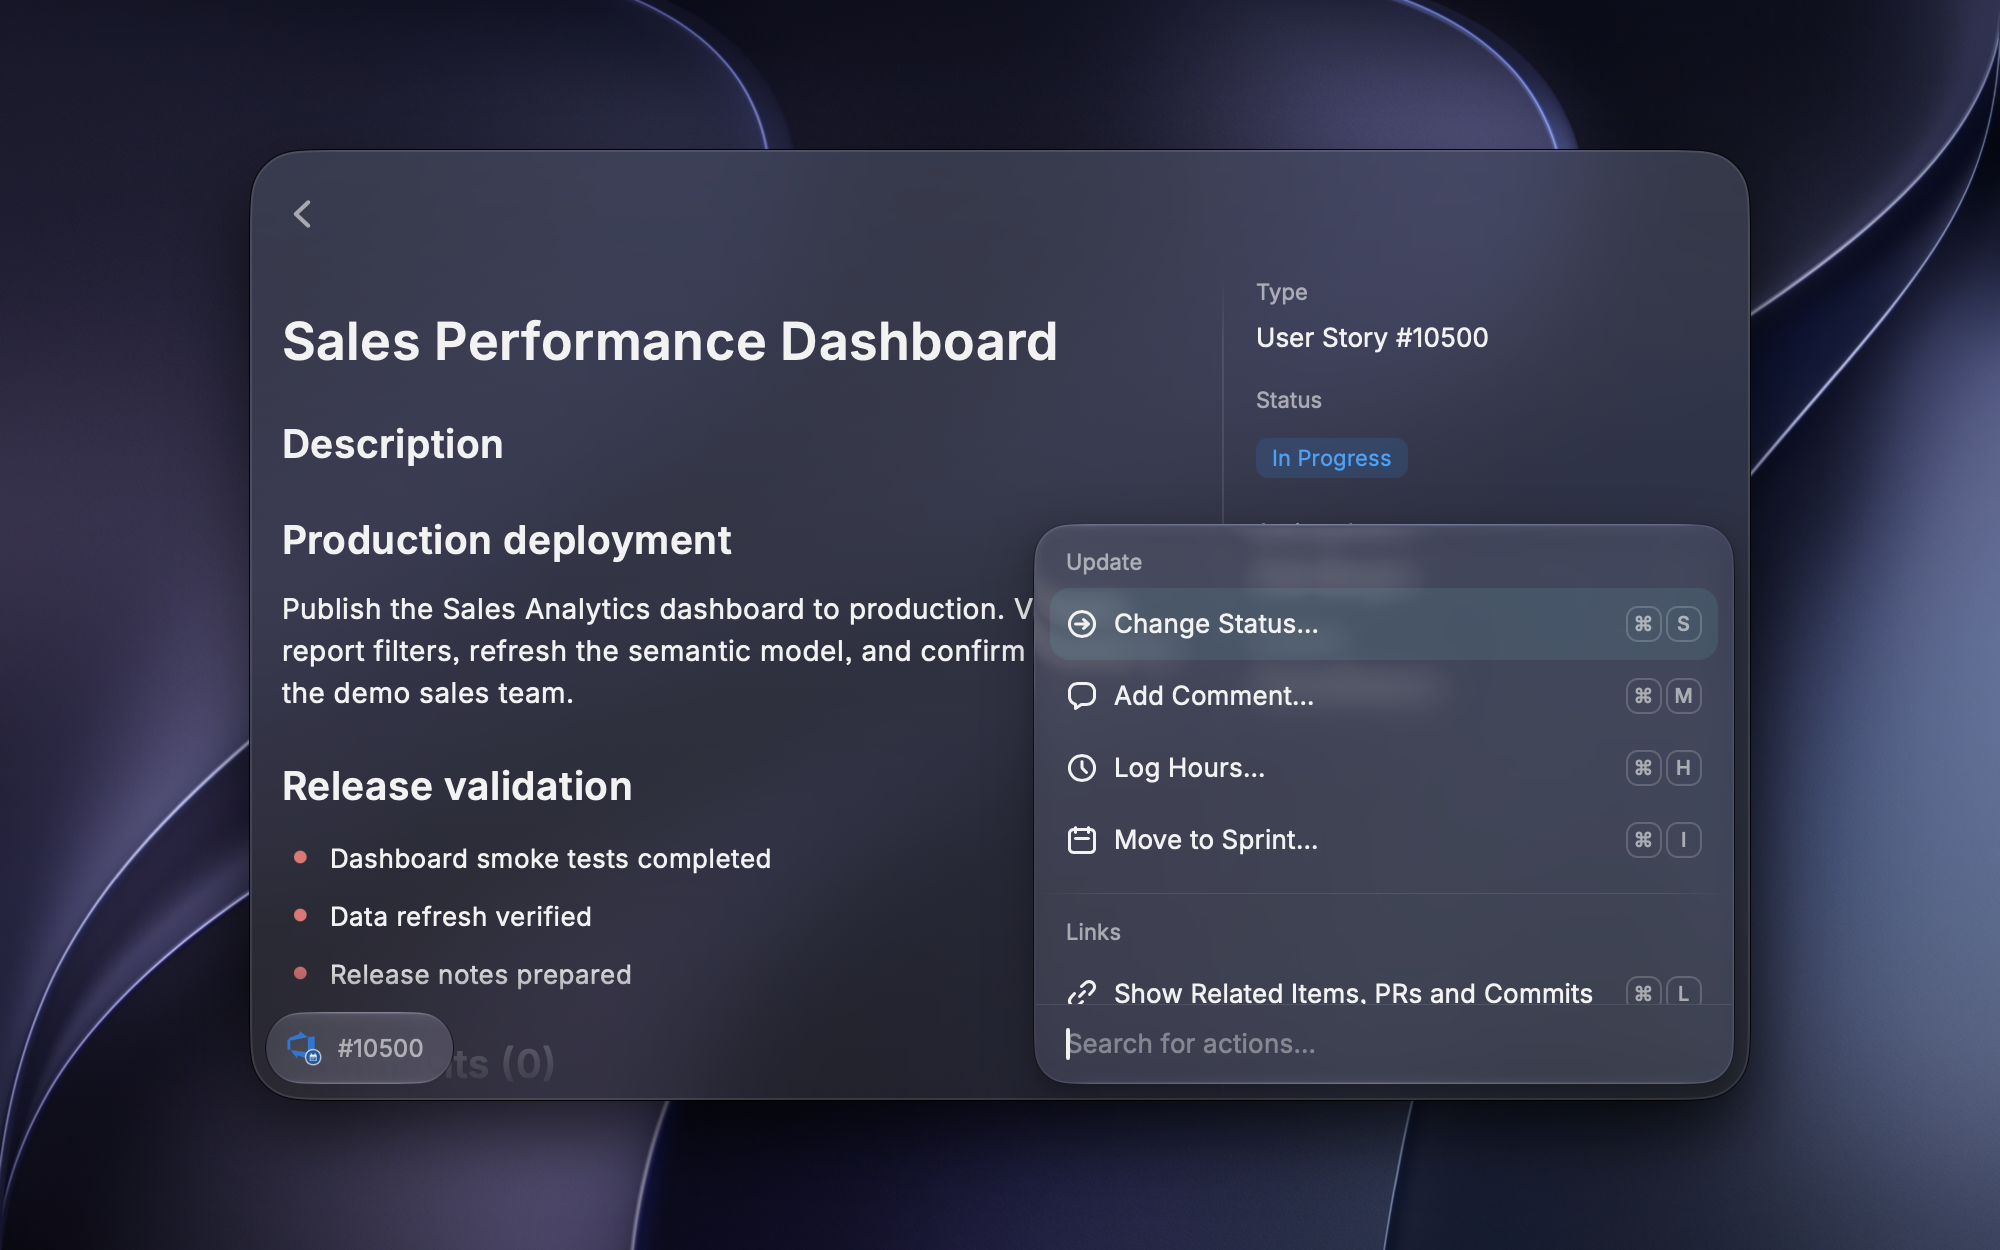 Sales Performance Dashboard
Description
Production deployment
Publish the Sales Analytics dashboard to production. V
report filters, refresh the semantic model, and confirm
the demo sales team.
Release validation
Dashboard smoke tests completed
Data refresh verified
Release notes prepared
ts (0)
#10500
Type
User Story #10500
Status
In Progress
Update
Change Status... ⌘ S
Add Comment... ⌘ M
Log Hours... ⌘ H
Move to Sprint... ⌘ I
Links
Show Related Items, PRs and Commits ⌘ L
Search for actions...